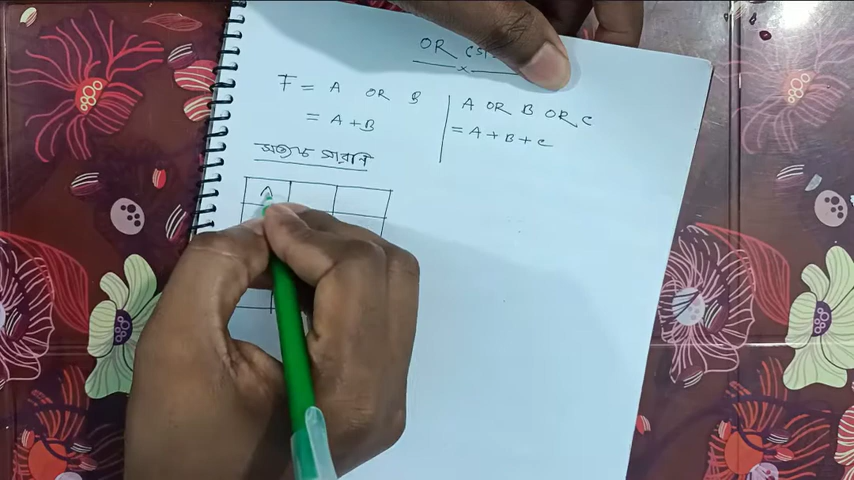 OR
F = A OR B
= A + B
A OR B OR C
= A + B + C
সত্যক সারণি
A